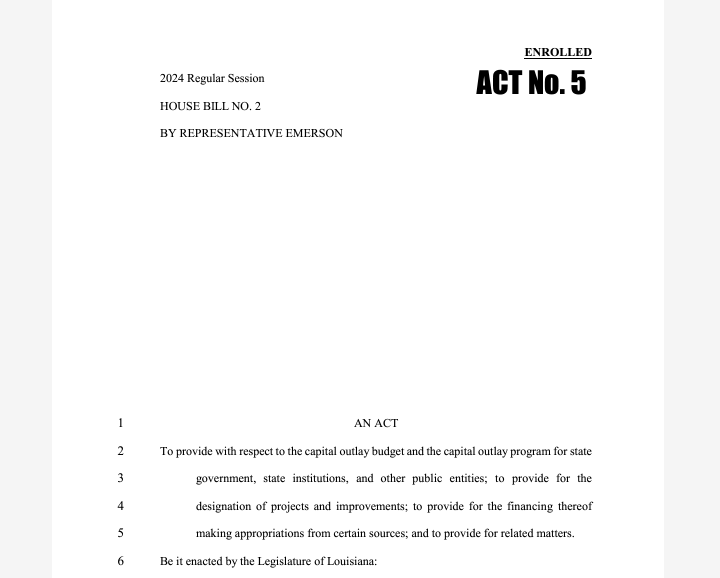 ENROLLED
2024 Regular Session
ACT No. 5
HOUSE BILL NO. 2
BY REPRESENTATIVE EMERSON
1 AN ACT
2 To provide with respect to the capital outlay budget and the capital outlay program for state
3 government, state institutions, and other public entities; to provide for the
4 designation of projects and improvements; to provide for the financing thereof
5 making appropriations from certain sources; and to provide for related matters.
6 Be it enacted by the Legislature of Louisiana: